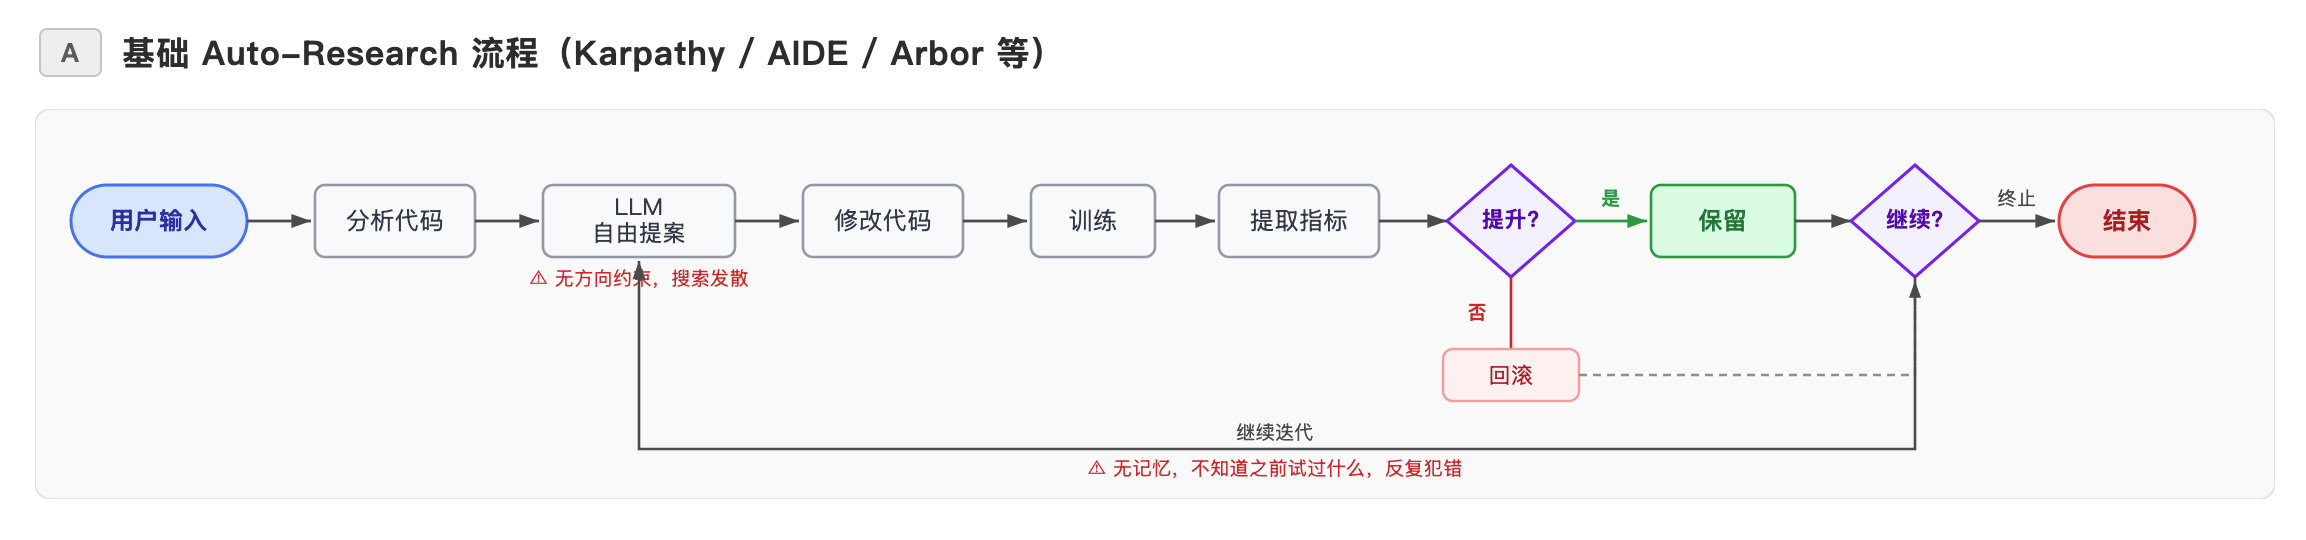 A
基础 Auto-Research 流程（Karpathy / AIDE / Arbor 等）
用户输入
分析代码
LLM
自由提案
⚠ 无方向约束，搜索发散
修改代码
训练
提取指标
提升?
是
否
保留
回滚
继续?
终止
结束
继续迭代
⚠ 无记忆，不知道之前试过什么，反复犯错